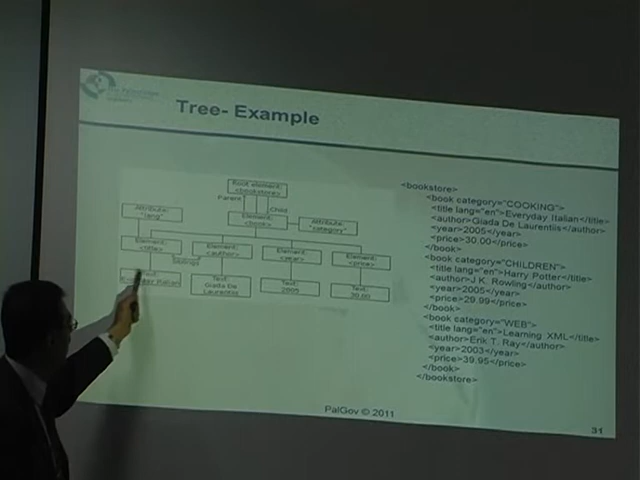 Tree- Example
Root element:
<bookstore>
Parent
Child
Attribute:
"lang"
Element:
<book>
Attribute:
"category"
Element:
<title>
Element:
<author>
Element:
<year>
Element:
<price>
Siblings
Text:
Italian
Text:
Giada De
Laurentiis
Text:
2005
Text:
30.00
<bookstore>
<book category="COOKING">
<title lang="en">Everyday Italian</title>
<author>Giada De Laurentiis</author>
<year>2005</year>
<price>30.00</price>
</book>
<book category="CHILDREN">
<title lang="en">Harry Potter</title>
<author>J K. Rowling</author>
<year>2005</year>
<price>29.99</price>
</book>
<book category="WEB">
<title lang="en">Learning XML</title>
<author>Erik T. Ray</author>
<year>2003</year>
<price>39.95</price>
</book>
</bookstore>
PalGov © 2011
31